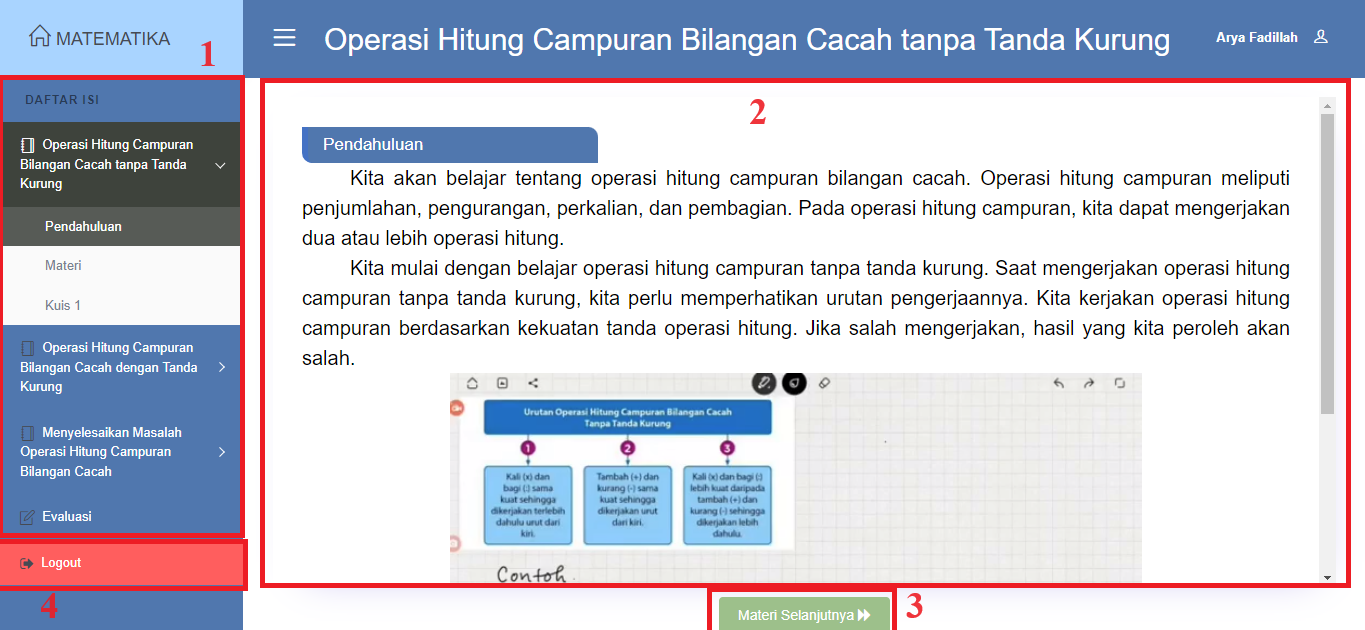 MATEMATIKA
1
Operasi Hitung Campuran Bilangan Cacah tanpa Tanda Kurung
Arya Fadillah
DAFTAR ISI
Operasi Hitung Campuran
Bilangan Cacah tanpa Tanda
Kurung
Pendahuluan
Materi
Kuis 1
Operasi Hitung Campuran
Bilangan Cacah dengan Tanda
Kurung
Menyelesaikan Masalah
Operasi Hitung Campuran
Bilangan Cacah
Evaluasi
Logout
4
2
Pendahuluan
Kita akan belajar tentang operasi hitung campuran bilangan cacah. Operasi hitung campuran meliputi
penjumlahan, pengurangan, perkalian, dan pembagian. Pada operasi hitung campuran, kita dapat mengerjakan
dua atau lebih operasi hitung.
Kita mulai dengan belajar operasi hitung campuran tanpa tanda kurung. Saat mengerjakan operasi hitung
campuran tanpa tanda kurung, kita perlu memperhatikan urutan pengerjaannya. Kita kerjakan operasi hitung
campuran berdasarkan kekuatan tanda operasi hitung. Jika salah mengerjakan, hasil yang kita peroleh akan
salah.
Urutan Operasi Hitung Campuran Bilangan Cacah
Tanpa Tanda Kurung
1
Kali (x) dan
bagi (:) sama
kuat sehingga
dikerjakan terlebih
dahulu urut dari
kiri.
2
Tambah (+) dan
kurang (-) sama
kuat sehingga
dikerjakan urut
dari kiri.
3
Kali (x) dan bagi (:)
lebih kuat daripada
tambah (+) dan
kurang (-) sehingga
dikerjakan lebih
dahulu.
Contoh.
Materi Selanjutnya
3